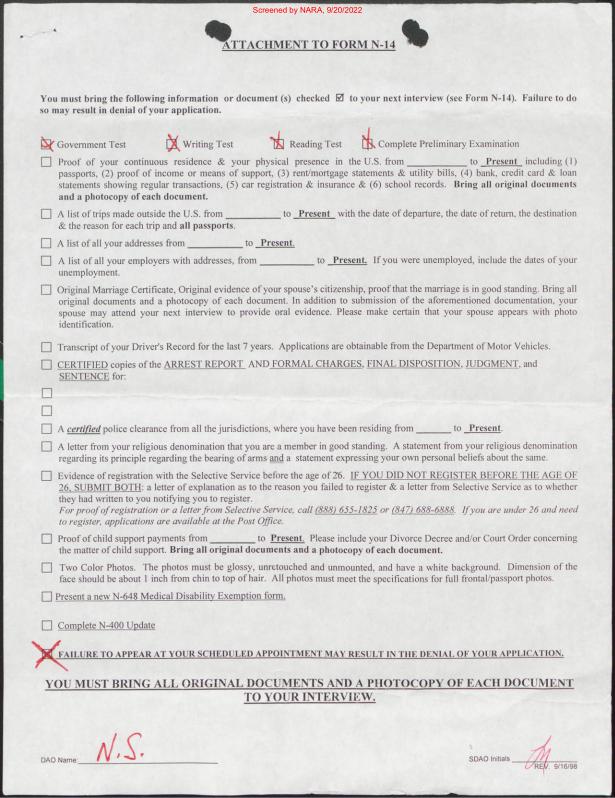 Screened by NARA, 9/20/2022
ATTACHMENT TO FORM N-14
You must bring the following information or document (s) checked ☑ to your next interview (see Form N-14). Failure to do
so may result in denial of your application.
☒ Government Test ☒ Writing Test ☒ Reading Test ☒ Complete Preliminary Examination
☐ Proof of your continuous residence & your physical presence in the U.S. from ____________ to Present including (1)
passports, (2) proof of income or means of support, (3) rent/mortgage statements & utility bills, (4) bank, credit card & loan
statements showing regular transactions, (5) car registration & insurance & (6) school records. Bring all original documents
and a photocopy of each document.
☐ A list of trips made outside the U.S. from ___________ to Present with the date of departure, the date of return, the destination
& the reason for each trip and all passports.
☐ A list of all your addresses from ___________ to Present.
☐ A list of all your employers with addresses, from ___________ to Present. If you were unemployed, include the dates of your
unemployment.
☐ Original Marriage Certificate, Original evidence of your spouse's citizenship, proof that the marriage is in good standing. Bring all
original documents and a photocopy of each document. In addition to submission of the aforementioned documentation, your
spouse may attend your next interview to provide oral evidence. Please make certain that your spouse appears with photo
identification.
☐ Transcript of your Driver's Record for the last 7 years. Applications are obtainable from the Department of Motor Vehicles.
☐ CERTIFIED copies of the ARREST REPORT AND FORMAL CHARGES, FINAL DISPOSITION, JUDGMENT, and
SENTENCE for:
☐
☐
☐ A certified police clearance from all the jurisdictions, where you have been residing from _______ to Present.
☐ A letter from your religious denomination that you are a member in good standing. A statement from your religious denomination
regarding its principle regarding the bearing of arms and a statement expressing your own personal beliefs about the same.
☐ Evidence of registration with the Selective Service before the age of 26. IF YOU DID NOT REGISTER BEFORE THE AGE OF
26, SUBMIT BOTH: a letter of explanation as to the reason you failed to register & a letter from Selective Service as to whether
they had written to you notifying you to register.
For proof of registration or a letter from Selective Service, call (888) 655-1825 or (847) 688-6888. If you are under 26 and need
to register, applications are available at the Post Office.
☐ Proof of child support payments from _________ to Present. Please include your Divorce Decree and/or Court Order concerning
the matter of child support. Bring all original documents and a photocopy of each document.
☐ Two Color Photos. The photos must be glossy, unretouched and unmounted, and have a white background. Dimension of the
face should be about 1 inch from chin to top of hair. All photos must meet the specifications for full frontal/passport photos.
☐ Present a new N-648 Medical Disability Exemption form.
☐ Complete N-400 Update
☒ FAILURE TO APPEAR AT YOUR SCHEDULED APPOINTMENT MAY RESULT IN THE DENIAL OF YOUR APPLICATION.
YOU MUST BRING ALL ORIGINAL DOCUMENTS AND A PHOTOCOPY OF EACH DOCUMENT
TO YOUR INTERVIEW.
DAO Name: N.S. SDAO Initials
REV. 9/16/98